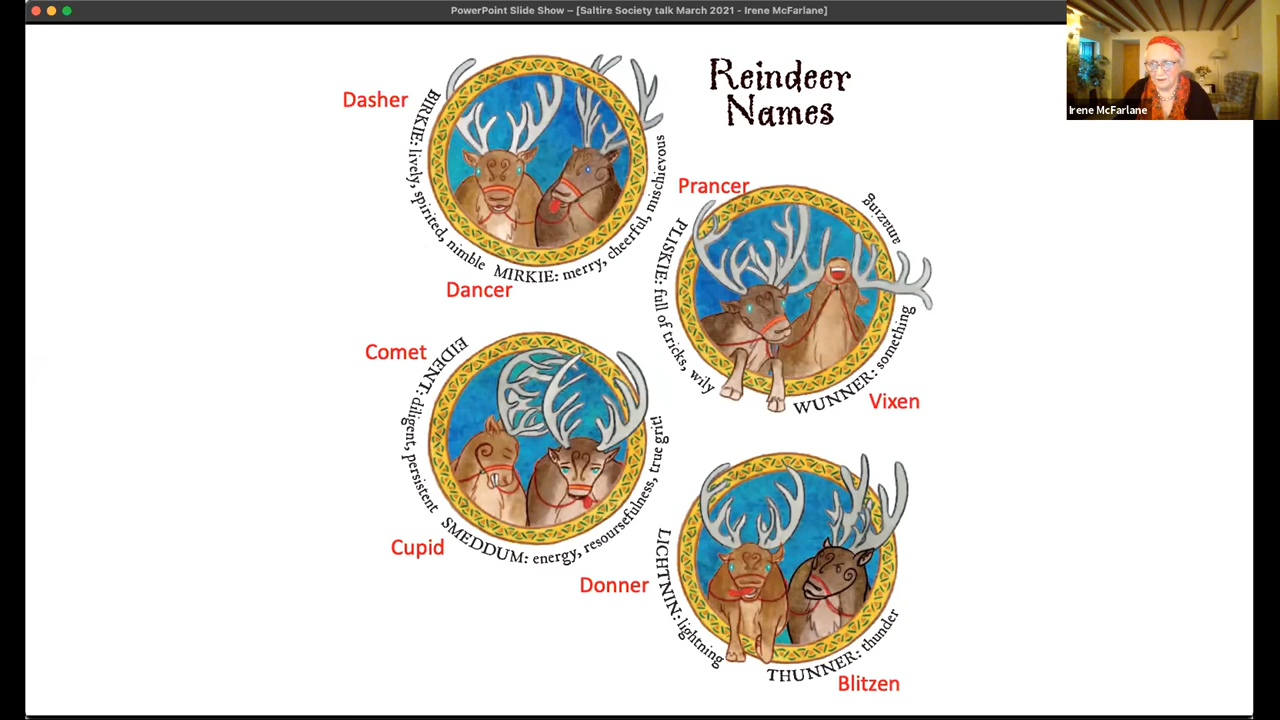 PowerPoint Slide Show – [Saltire Society talk March 2021 - Irene McFarlane]
Irene McFarlane
Reindeer
Names
Dasher
BIRKIE: lively, spirited, nimble
MIRKIE: merry, cheerful, mischievous
Dancer
Prancer
PLISKIE: full of tricks, wily
WUNNER: something
amazing
Vixen
Comet
EIDENT: diligent, persistent
SMEDDUM: energy, resoursefulness, true grit!
Cupid
Donner
LICHTNIN: lightning
THUNNER: thunder
Blitzen